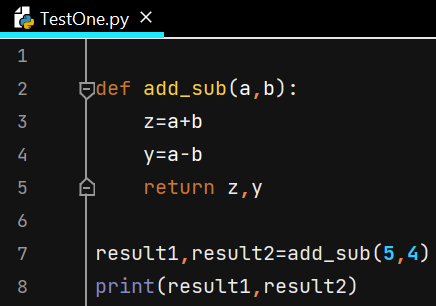 TestOne.py ×
1
2 def add_sub(a,b):
3     z=a+b
4     y=a-b
5     return z,y
6
7 result1,result2=add_sub(5,4)
8 print(result1,result2)